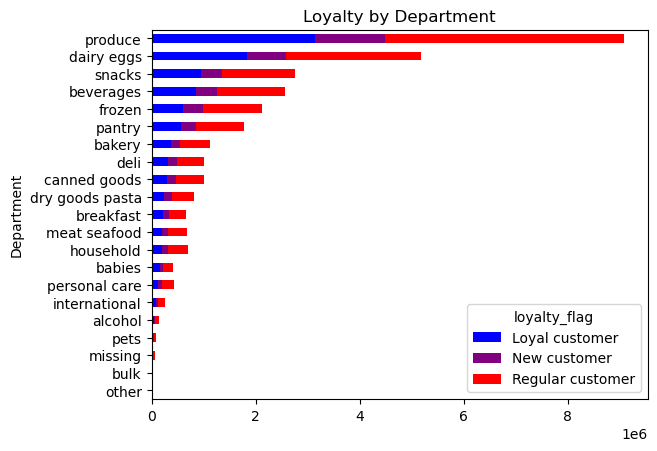 Loyalty by Department
Department
produce
dairy eggs
snacks
beverages
frozen
pantry
bakery
deli
canned goods
dry goods pasta
breakfast
meat seafood
household
babies
personal care
international
alcohol
pets
missing
bulk
other
loyalty_flag
Loyal customer
New customer
Regular customer
0 2 4 6 8
1e6